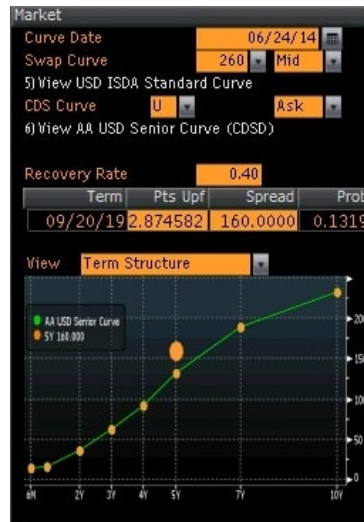 Market
Curve Date 06/24/14
Swap Curve 260 Mid
5) View USD ISDA Standard Curve
CDS Curve U Ask
6) View AA USD Senior Curve (CDSD)
Recovery Rate 0.40
Term Pts Upf Spread Prob
09/20/19 2.874582 160.0000 0.1319
View Term Structure
AA USD Senior Curve
5Y 160.000
200
150
100
50
0
6M 2Y 3Y 4Y 5Y 7Y 10Y